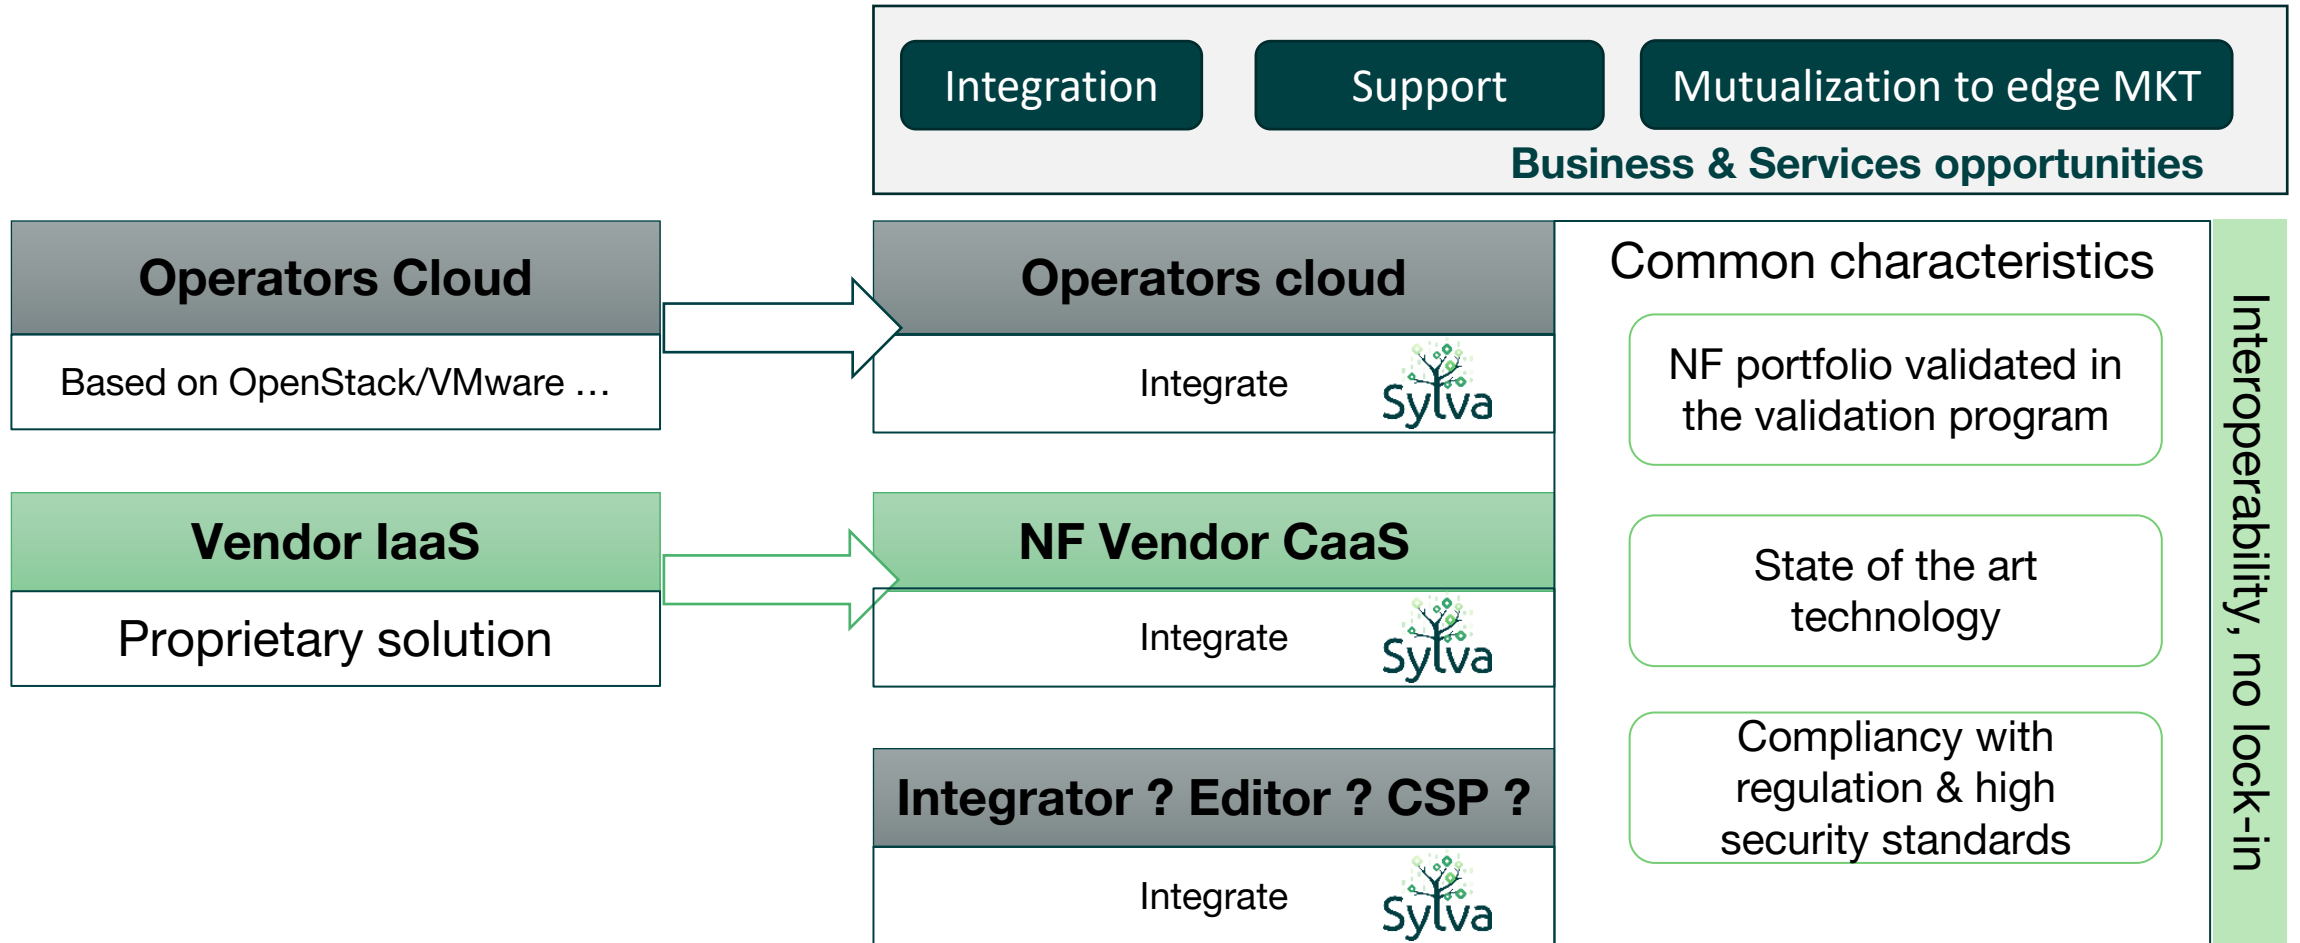 Integration
Support
Mutualization to edge MKT
Business & Services opportunities
Operators Cloud
Based on OpenStack/VMware …
Operators cloud
Integrate
Sylva
Vendor IaaS
Proprietary solution
NF Vendor CaaS
Integrate
Sylva
Integrator ? Editor ? CSP ?
Integrate
Sylva
Common characteristics
NF portfolio validated in
the validation program
State of the art
technology
Compliancy with
regulation & high
security standards
Interoperability, no lock-in